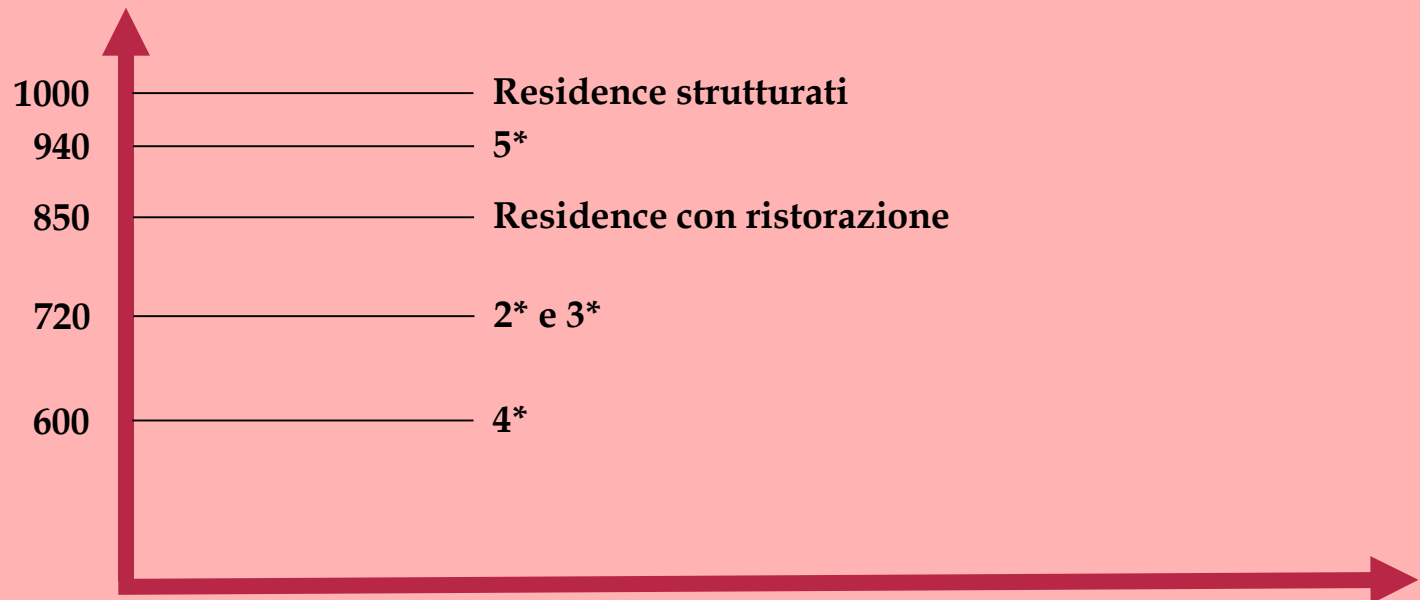 1000 Residence strutturati
940 5*
850 Residence con ristorazione
720 2* e 3*
600 4*